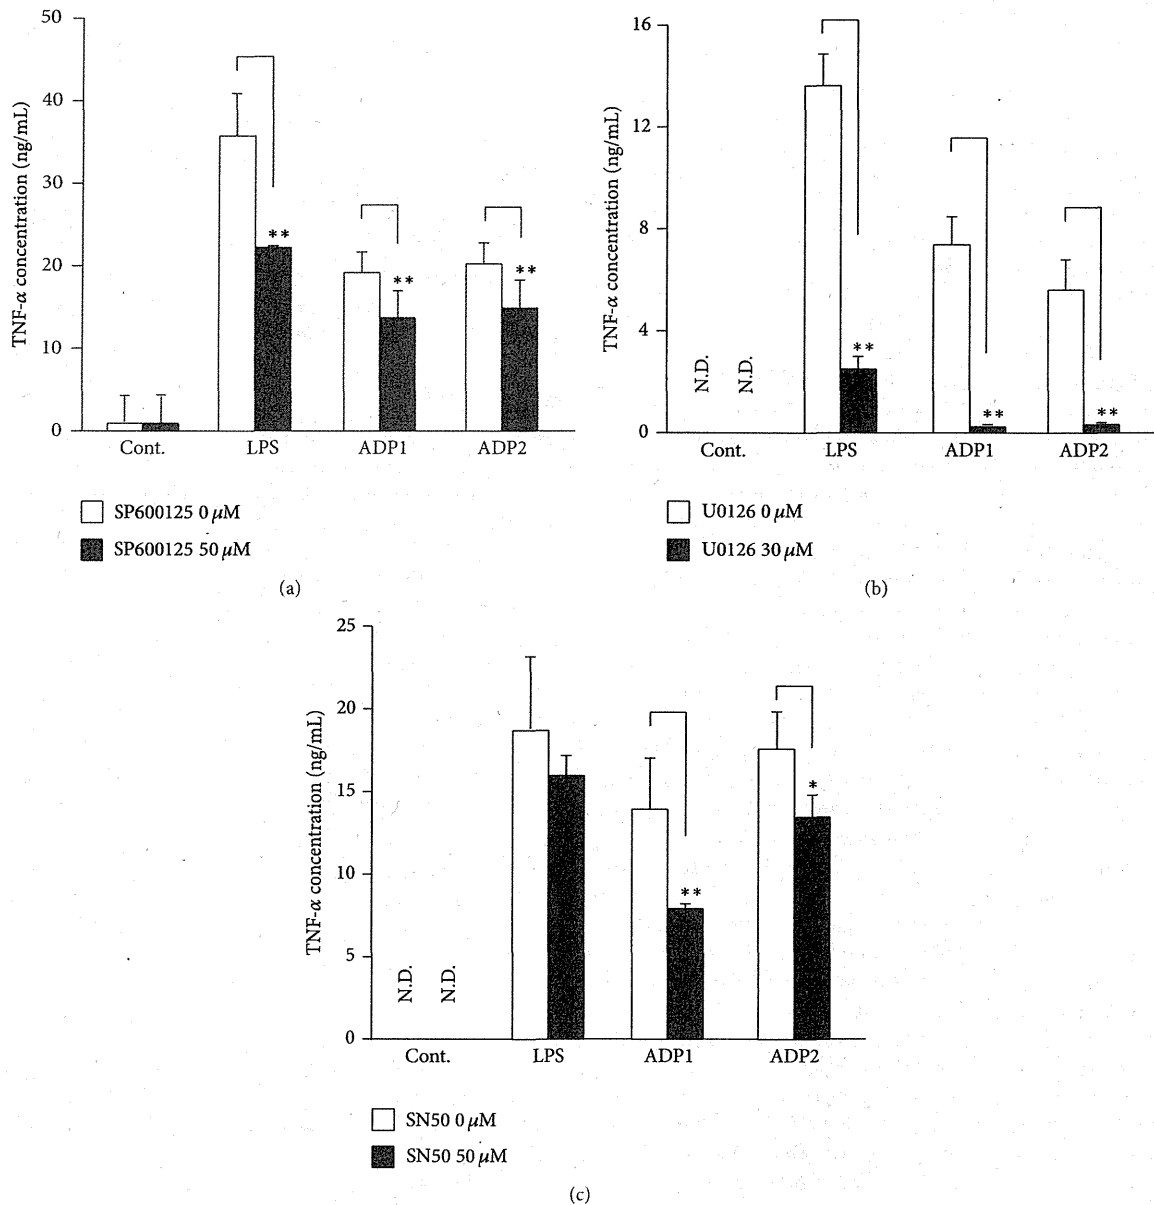 50
40
30
20
10
0
TNF-α concentration (ng/mL)
**
**
**
Cont.
LPS
ADP1
ADP2
SP600125 0 μM
SP600125 50 μM
(a)
16
12
8
4
0
TNF-α concentration (ng/mL)
N.D.
N.D.
**
**
**
Cont.
LPS
ADP1
ADP2
U0126 0 μM
U0126 30 μM
(b)
25
20
15
10
5
0
TNF-α concentration (ng/mL)
N.D.
N.D.
**
*
Cont.
LPS
ADP1
ADP2
SN50 0 μM
SN50 50 μM
(c)